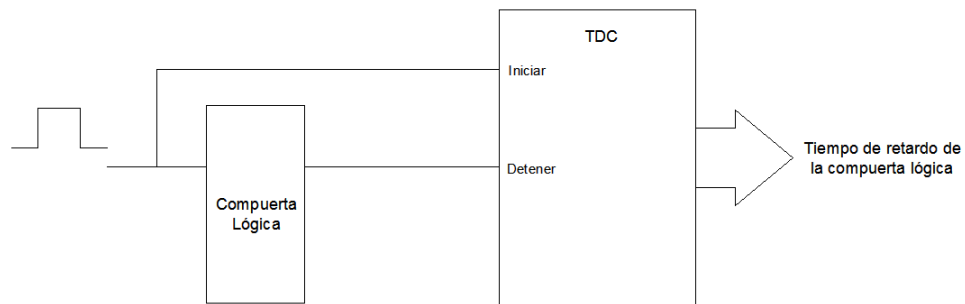 TDC
Iniciar
Detener
Compuerta
Lógica
Tiempo de retardo de
la compuerta lógica